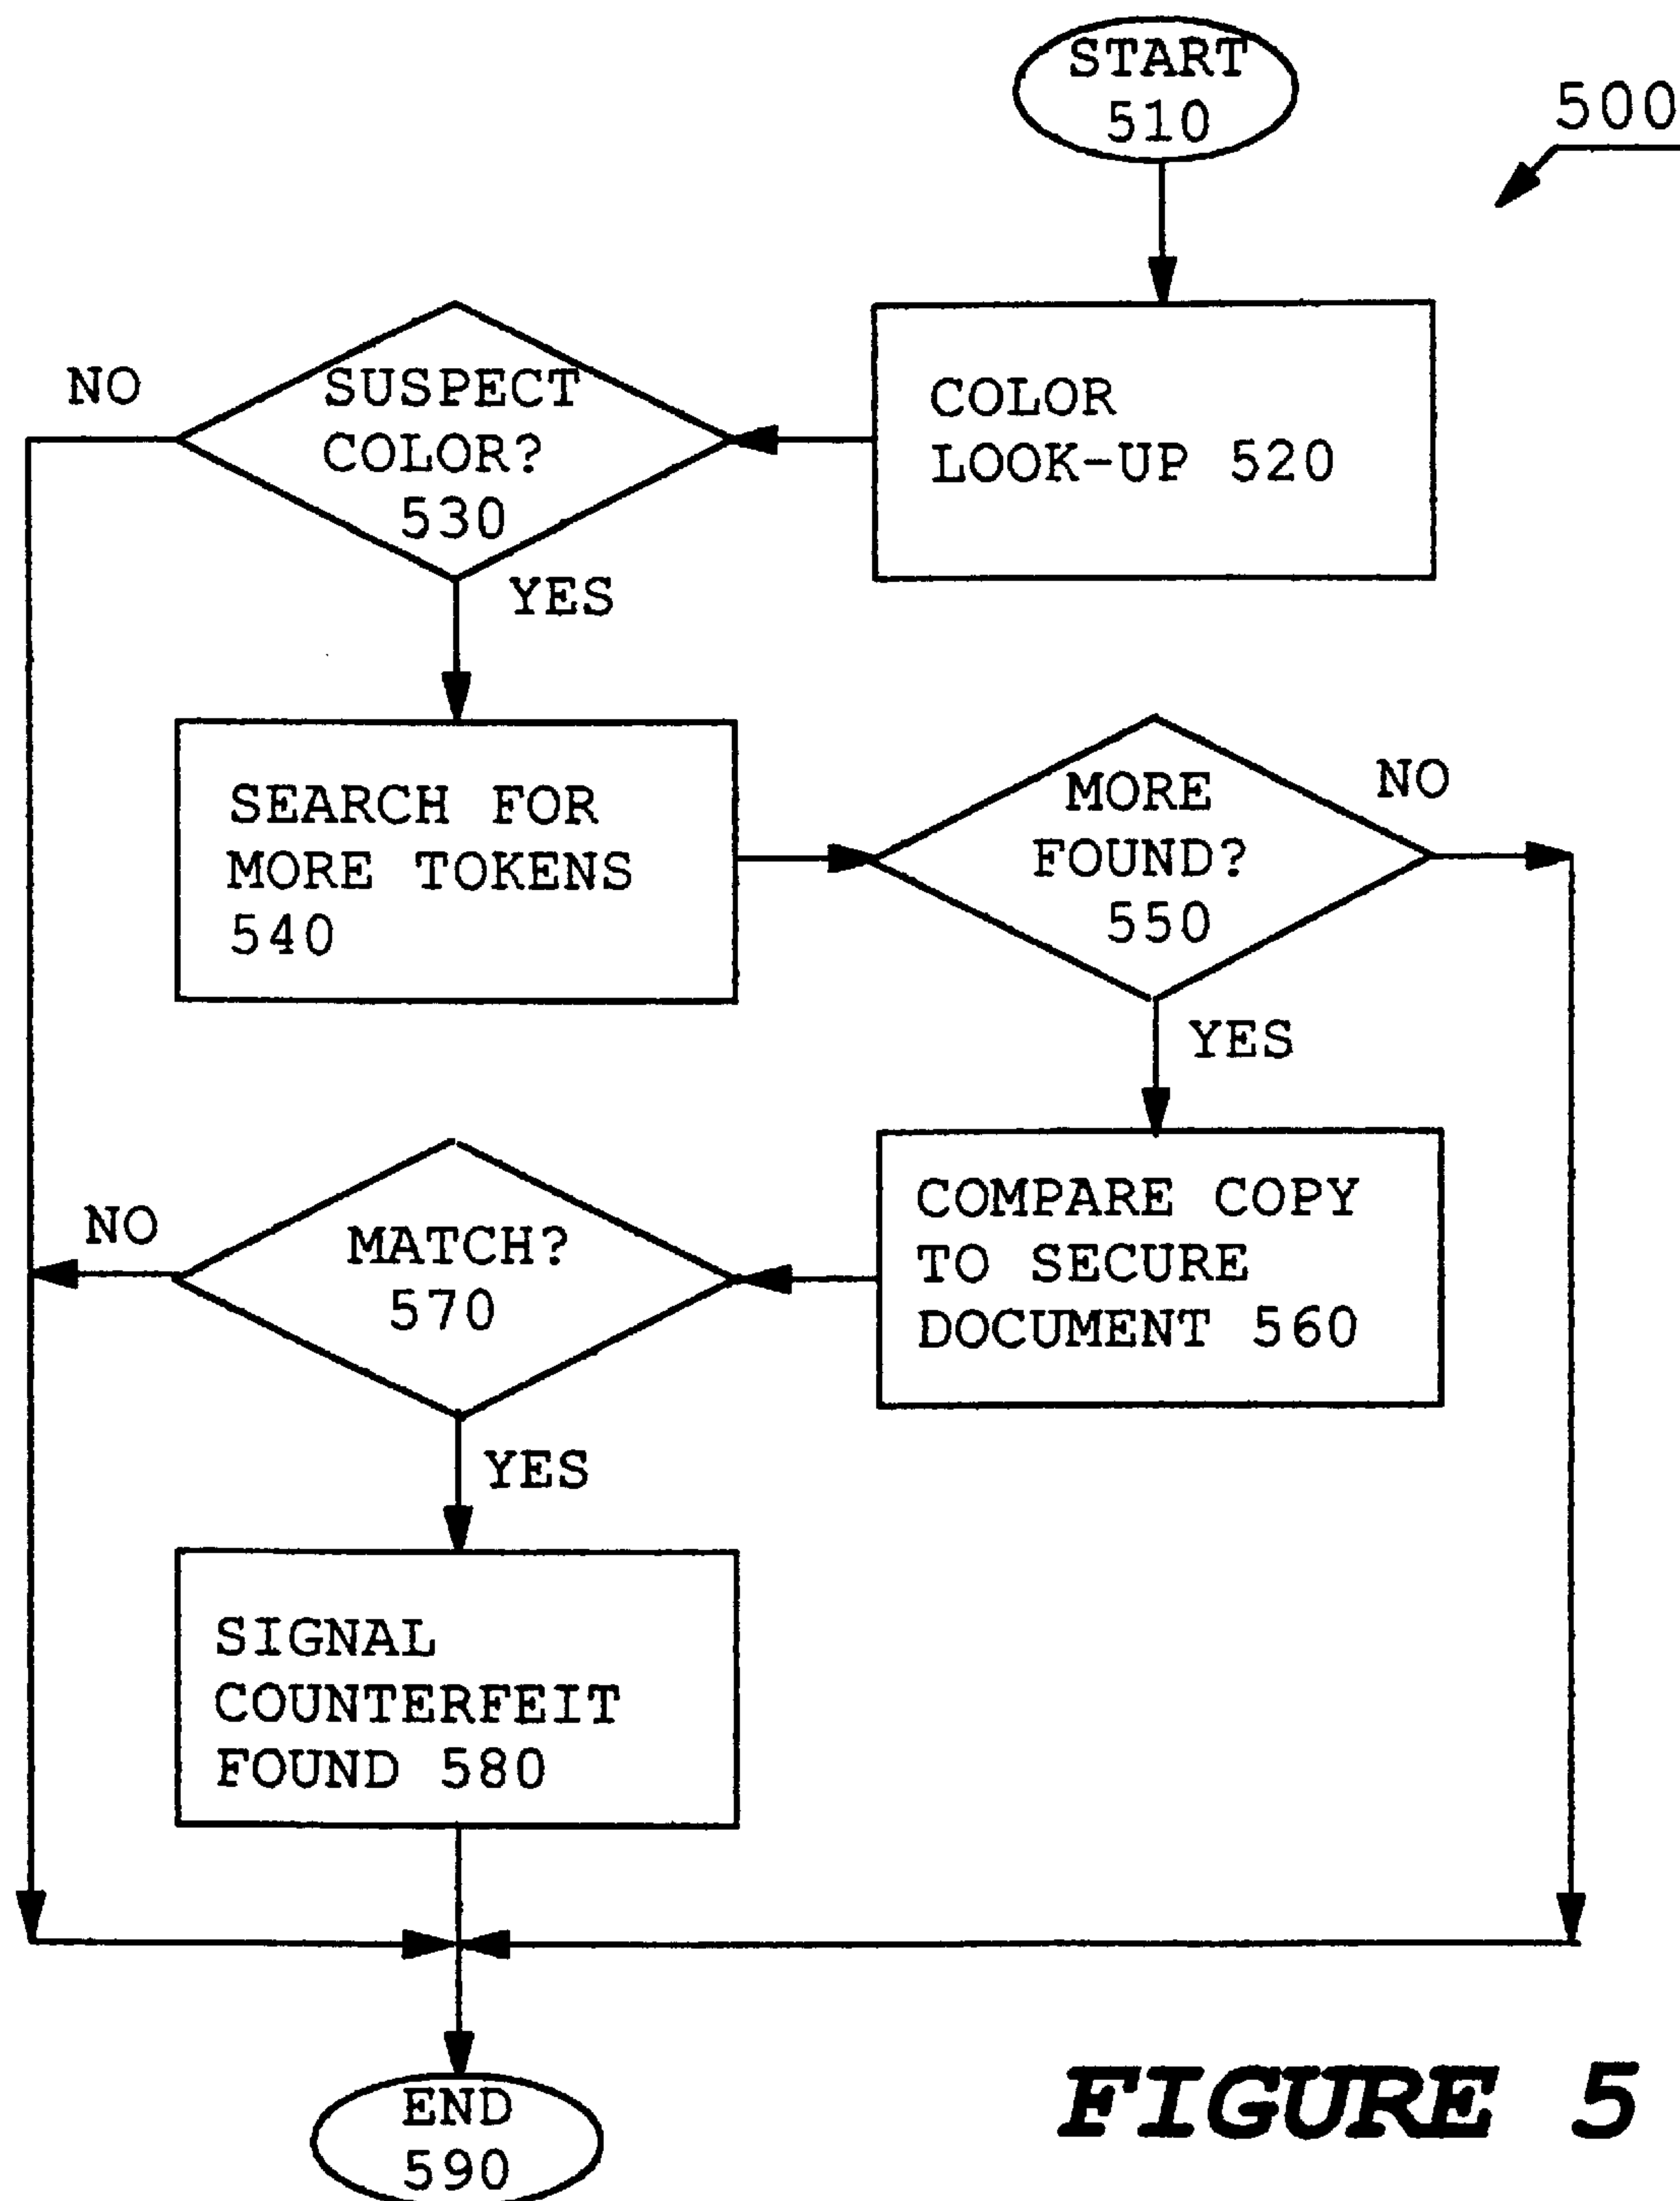 START
510
500
COLOR
LOOK-UP 520
NO
SUSPECT
COLOR?
530
YES
SEARCH FOR
MORE TOKENS
540
MORE
FOUND?
550
NO
YES
COMPARE COPY
TO SECURE
DOCUMENT 560
NO
MATCH?
570
YES
SIGNAL
COUNTERFEIT
FOUND 580
END
590
FIGURE 5